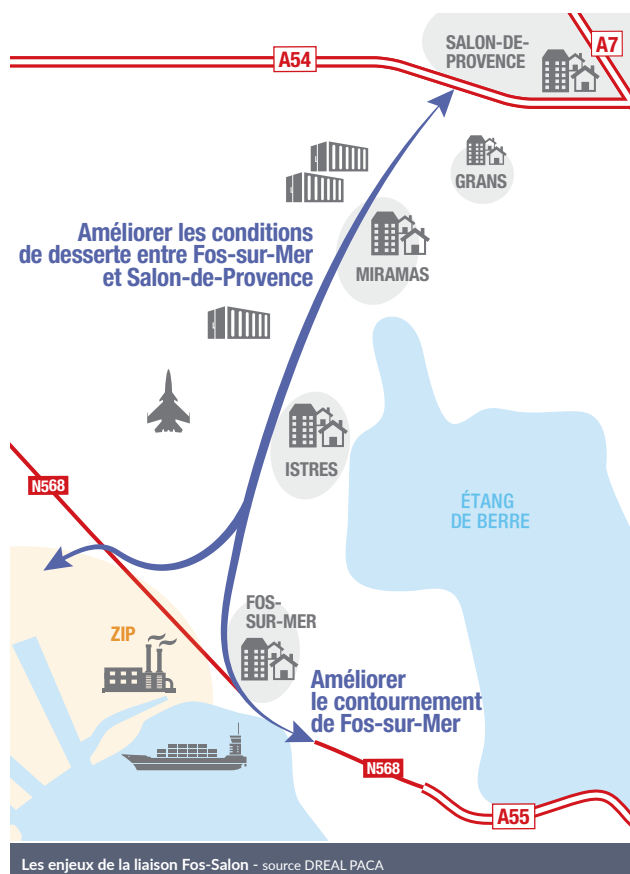 SALON-DE-
PROVENCE
A7
A54
GRANS
Améliorer les conditions
de desserte entre Fos-sur-Mer
et Salon-de-Provence
MIRAMAS
ISTRES
N568
ÉTANG
DE BERRE
FOS-
SUR-MER
ZIP
Améliorer
le contournement
de Fos-sur-Mer
N568
A55
Les enjeux de la liaison Fos-Salon - source DREAL PACA